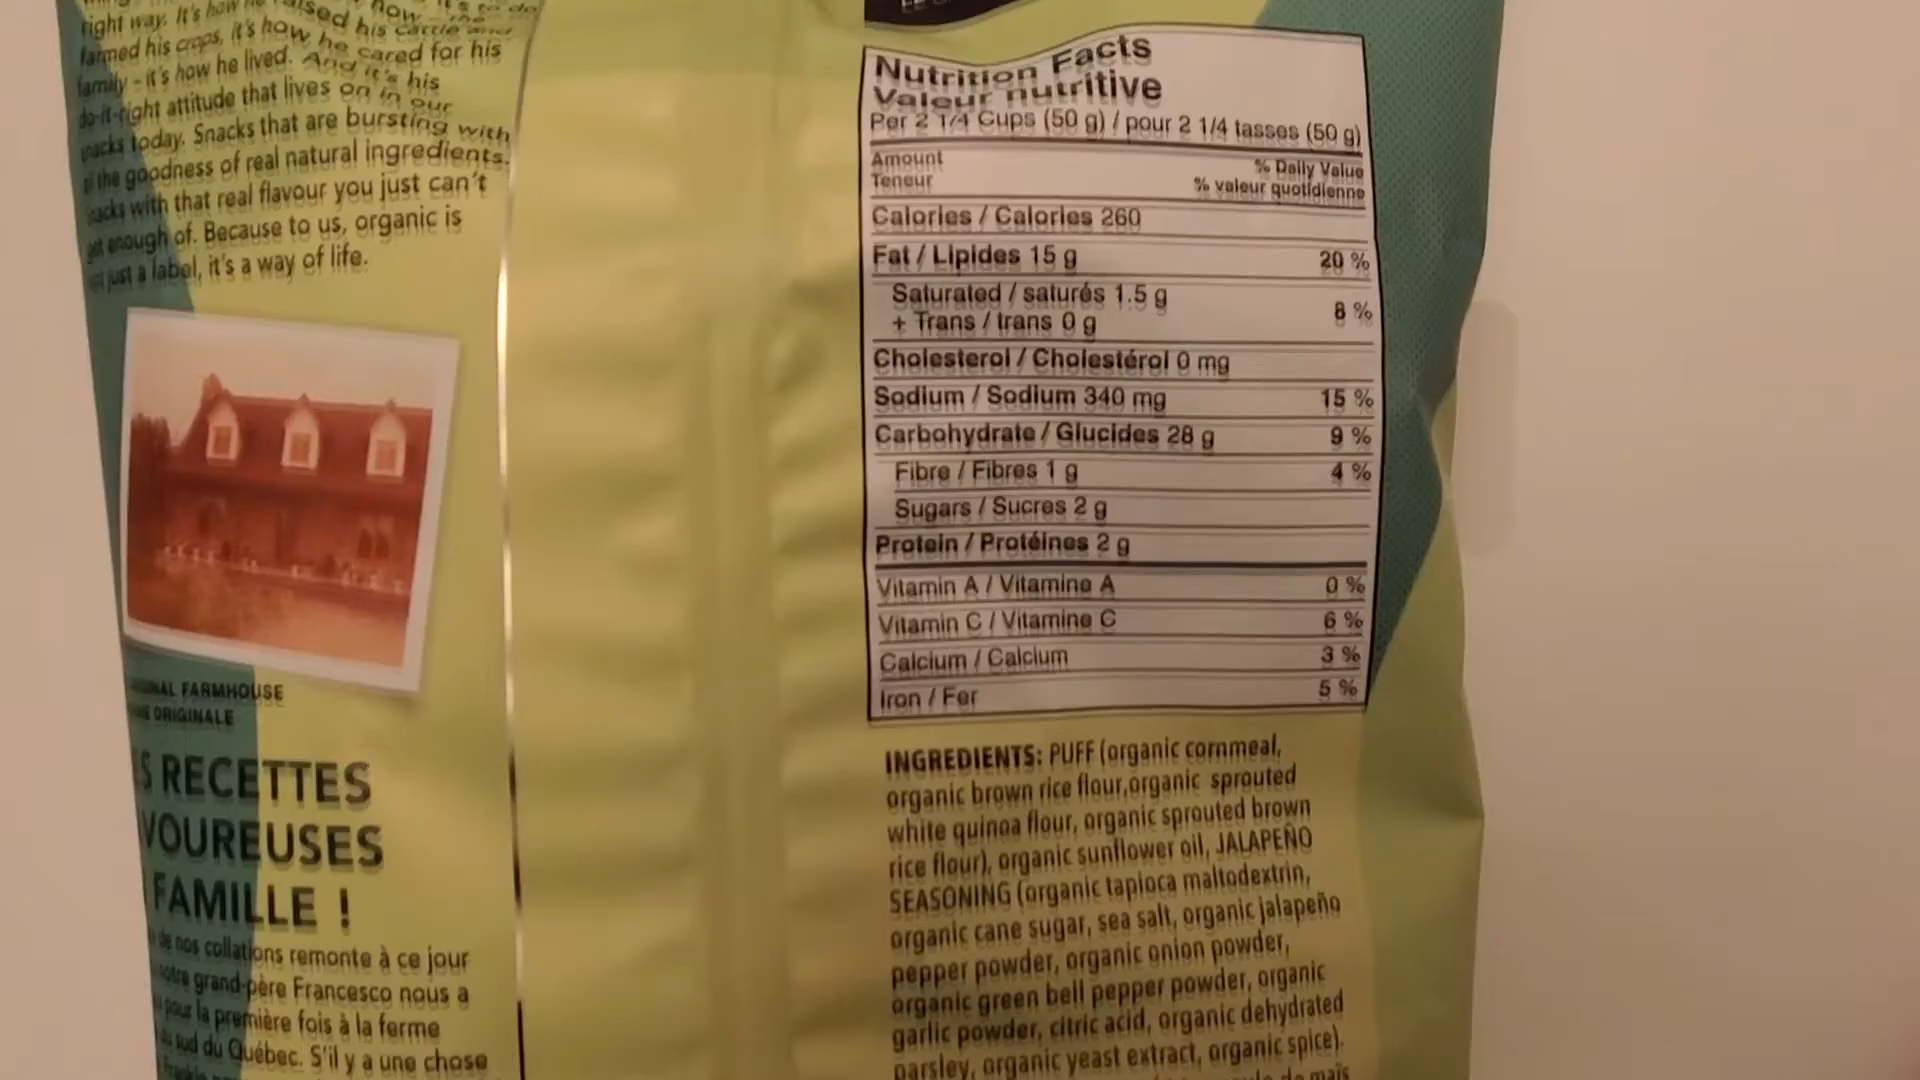 right way. It's how he raised his cattle and
farmed his crops, it's how he cared for his
family - it's how he lived. And it's his
do-it-right attitude that lives on in our
snacks today. Snacks that are bursting with
the goodness of real natural ingredients.
with that real flavour you just can't
get enough of. Because to us, organic is
just a label, it's a way of life.
FARMHOUSE
ORIGINALE
RECETTES
FAMILLE !
de nos collations remonte à ce jour
grand-père Francesco nous a
pour la première fois à la ferme
sud du Québec. S'il y a une chose
Nutrition Facts
Valeur nutritive
Per 2 1/4 Cups (50 g) / pour 2 1/4 tasses (50 g)
Amount
Teneur
% Daily Value
% valeur quotidienne
Calories / Calories 260
Fat / Lipides 15 g 20 %
Saturated / saturés 1.5 g
+ Trans / trans 0 g 8 %
Cholesterol / Cholestérol 0 mg
Sodium / Sodium 340 mg 15 %
Carbohydrate / Glucides 28 g 9 %
Fibre / Fibres 1 g 4 %
Sugars / Sucres 2 g
Protein / Protéines 2 g
Vitamin A / Vitamine A 0 %
Vitamin C / Vitamine C 6 %
Calcium / Calcium 3 %
Iron / Fer 5 %
INGREDIENTS: PUFF (organic cornmeal,
organic brown rice flour,organic sprouted
white quinoa flour, organic sprouted brown
rice flour), organic sunflower oil, JALAPEÑO
SEASONING (organic tapioca maltodextrin,
organic cane sugar, sea salt, organic jalapeño
pepper powder, organic onion powder,
organic green bell pepper powder, organic
garlic powder, citric acid, organic dehydrated
parsley, organic yeast extract, organic spice).
de maïs